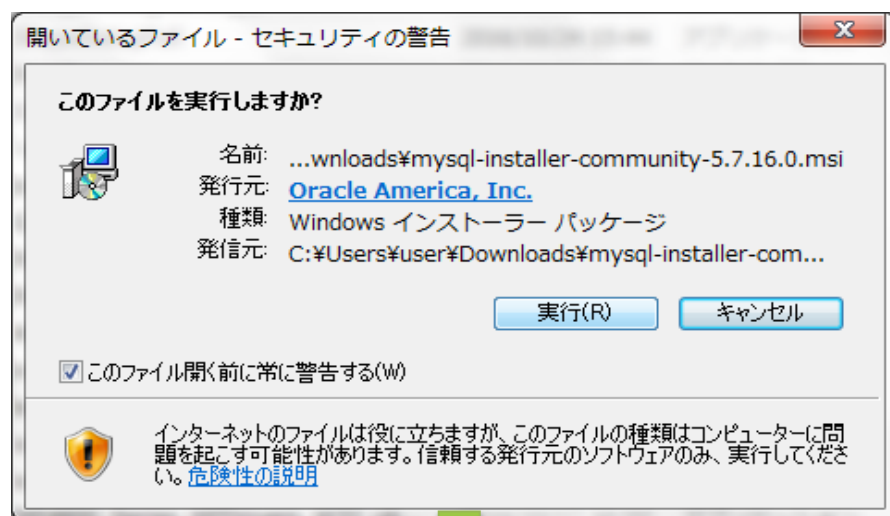 開いているファイル - セキュリティの警告
このファイルを実行しますか?
名前: ...wnloads¥mysql-installer-community-5.7.16.0.msi
発行元: Oracle America, Inc.
種類: Windows インストーラー パッケージ
発信元: C:¥Users¥user¥Downloads¥mysql-installer-com...
実行(R) キャンセル
このファイル開く前に常に警告する(W)
インターネットのファイルは役に立ちますが、このファイルの種類はコンピューターに問
題を起こす可能性があります。信頼する発行元のソフトウェアのみ、実行してくださ
い。危険性の説明